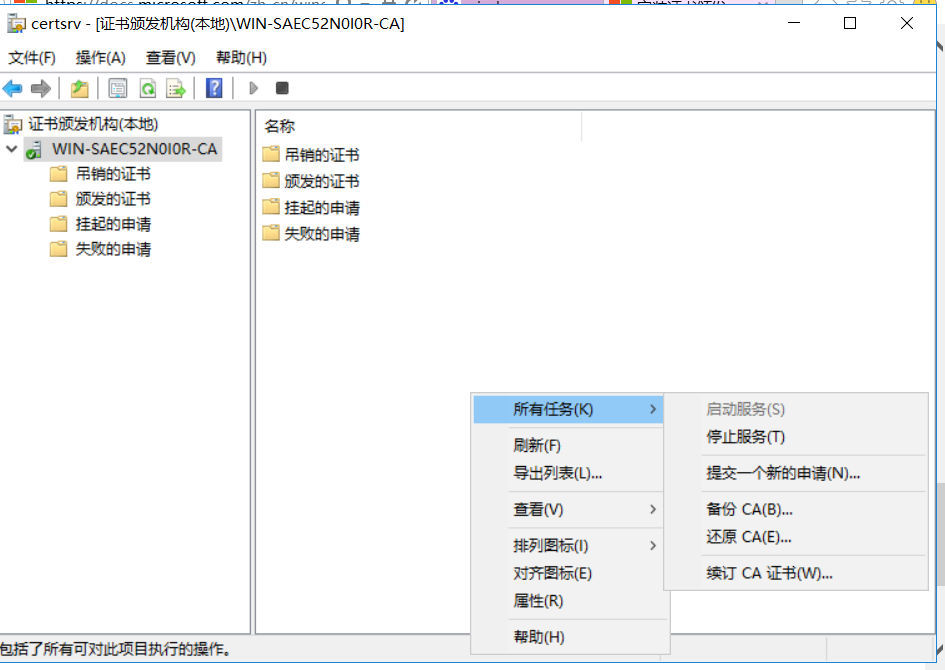 certsrv - [证书颁发机构(本地)\WIN-SAEC52N0I0R-CA]
文件(F) 操作(A) 查看(V) 帮助(H)
证书颁发机构(本地)
WIN-SAEC52N0I0R-CA
吊销的证书
颁发的证书
挂起的申请
失败的申请
名称
吊销的证书
颁发的证书
挂起的申请
失败的申请
所有任务(K)
刷新(F)
导出列表(L)...
查看(V)
排列图标(I)
对齐图标(E)
属性(R)
帮助(H)
启动服务(S)
停止服务(T)
提交一个新的申请(N)...
备份 CA(B)...
还原 CA(E)...
续订 CA 证书(W)...
包括了所有可对此项目执行的操作。